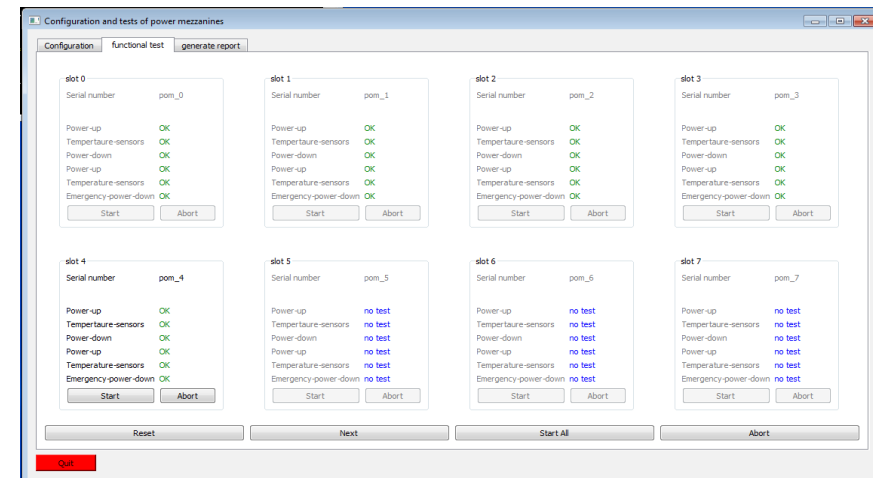 Configuration and tests of power mezzanines
Configuration functional test generate report
slot 0 slot 1 slot 2 slot 3
Serial number pom_0 Serial number pom_1 Serial number pom_2 Serial number pom_3
Power-up OK Power-up OK Power-up OK Power-up OK
Tempertaure-sensors OK Tempertaure-sensors OK Tempertaure-sensors OK Tempertaure-sensors OK
Power-down OK Power-down OK Power-down OK Power-down OK
Power-up OK Power-up OK Power-up OK Power-up OK
Temperature-sensors OK Temperature-sensors OK Temperature-sensors OK Temperature-sensors OK
Emergency-power-down OK Emergency-power-down OK Emergency-power-down OK Emergency-power-down OK
Start Abort Start Abort Start Abort Start Abort
slot 4 slot 5 slot 6 slot 7
Serial number pom_4 Serial number pom_5 Serial number pom_6 Serial number pom_7
Power-up OK Power-up no test Power-up no test Power-up no test
Tempertaure-sensors OK Tempertaure-sensors no test Tempertaure-sensors no test Tempertaure-sensors no test
Power-down OK Power-down no test Power-down no test Power-down no test
Power-up OK Power-up no test Power-up no test Power-up no test
Temperature-sensors OK Temperature-sensors no test Temperature-sensors no test Temperature-sensors no test
Emergency-power-down OK Emergency-power-down no test Emergency-power-down no test Emergency-power-down no test
Start Abort Start Abort Start Abort Start Abort
Reset Next Start All Abort
Quit